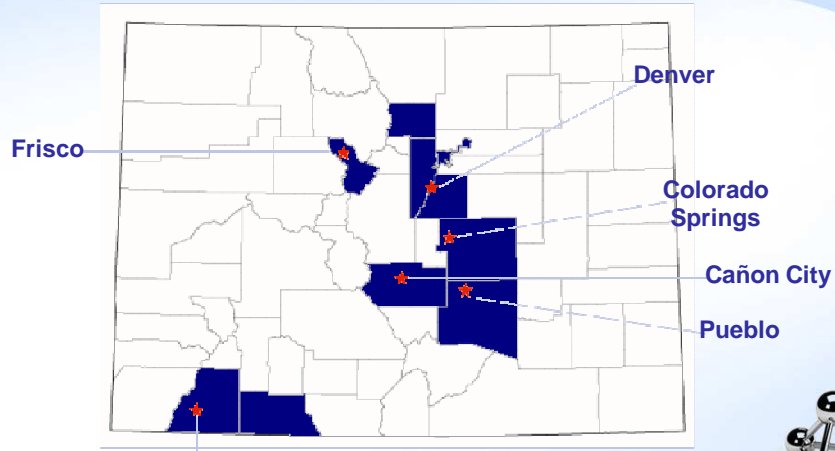 Denver
Frisco
Colorado
Springs
Cañon City
Pueblo